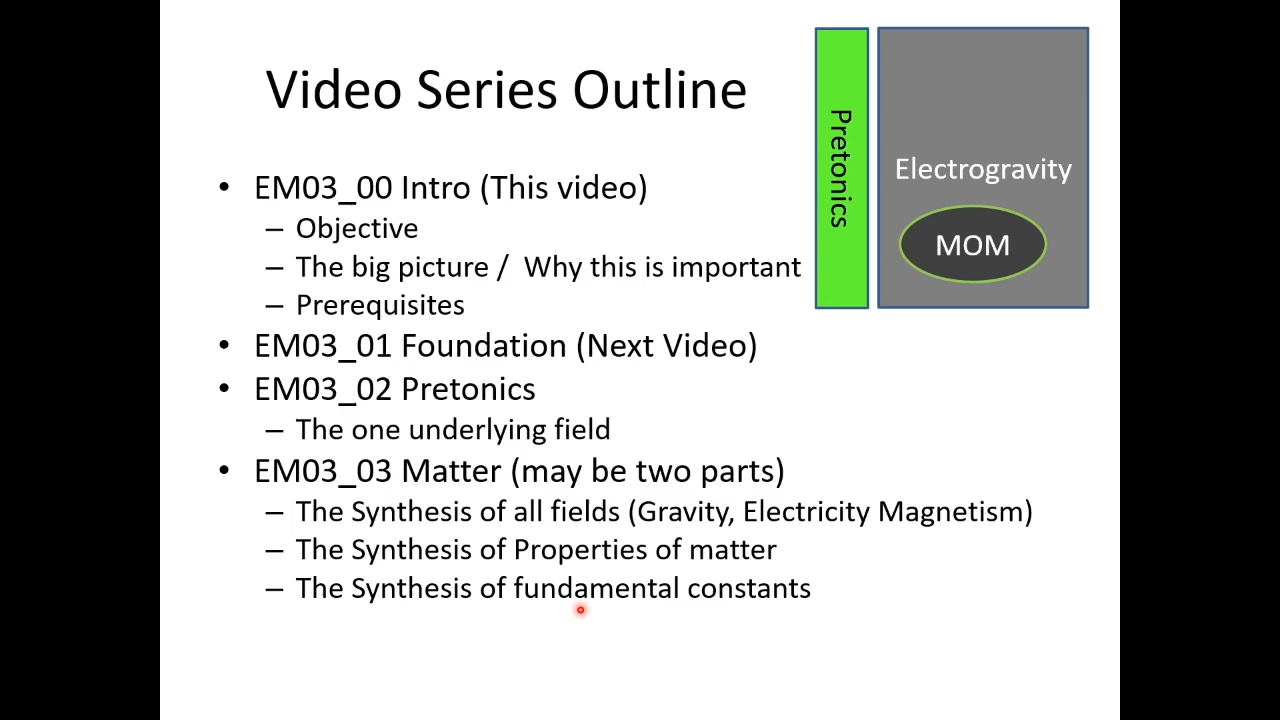 Video Series Outline
• EM03_00 Intro (This video)
– Objective
– The big picture / Why this is important
– Prerequisites
• EM03_01 Foundation (Next Video)
• EM03_02 Pretonics
– The one underlying field
• EM03_03 Matter (may be two parts)
– The Synthesis of all fields (Gravity, Electricity Magnetism)
– The Synthesis of Properties of matter
– The Synthesis of fundamental constants
Pretonics
Electrogravity
MOM